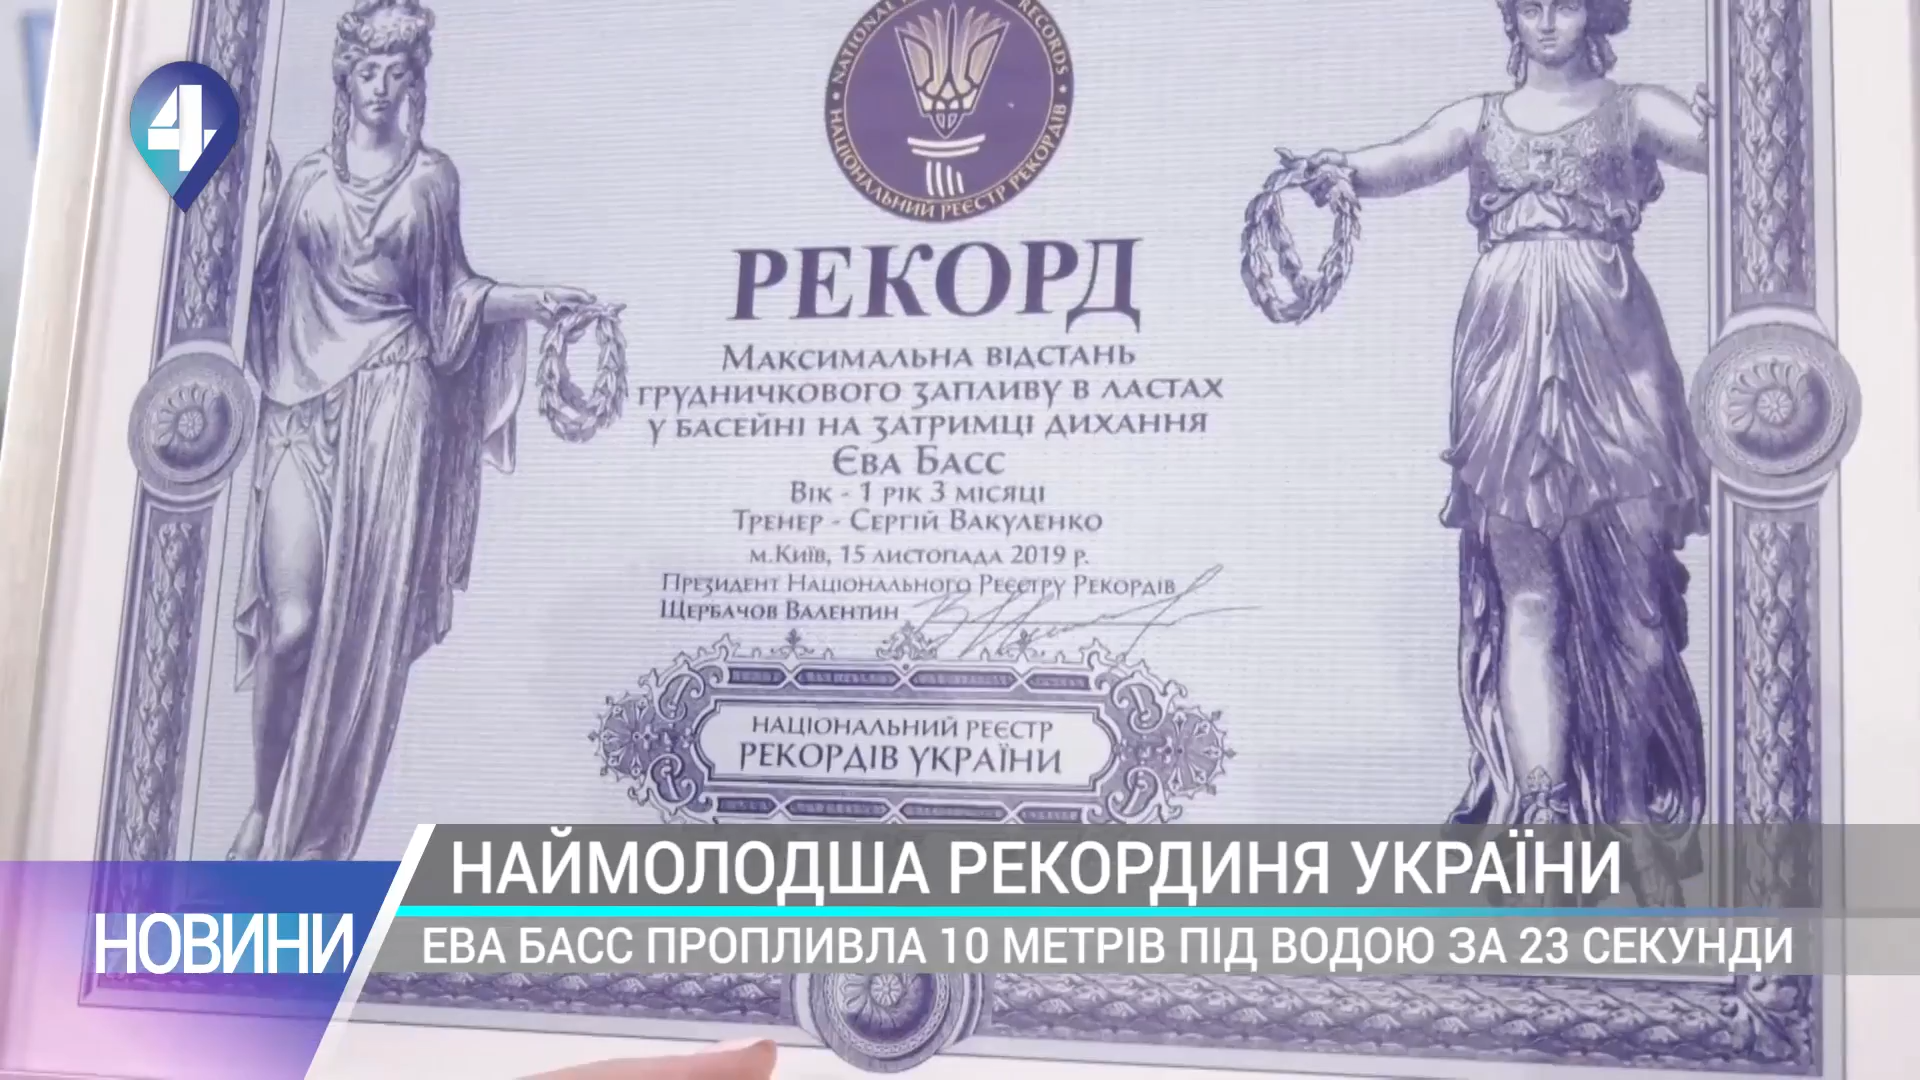 4
NATIONAL RECORDS
НАЦІОНАЛЬНИЙ РЕЄСТР РЕКОРДІВ
РЕКОРД
Максимальна відстань
грудничкового запливу в ластах
у басейні на затримці дихання
Єва Басс
Вік - 1 рік 3 місяці
Тренер - Сергій Вакуленко
м.Київ, 15 листопада 2019 р.
Президент Національного Реєстру Рекордів
Щербачов Валентин
НАЦІОНАЛЬНИЙ РЕЄСТР
РЕКОРДІВ УКРАЇНИ
НАЙМОЛОДША РЕКОРДИНЯ УКРАЇНИ
НОВИНИ
ЕВА БАСС ПРОПЛИВЛА 10 МЕТРІВ ПІД ВОДОЮ ЗА 23 СЕКУНДИ